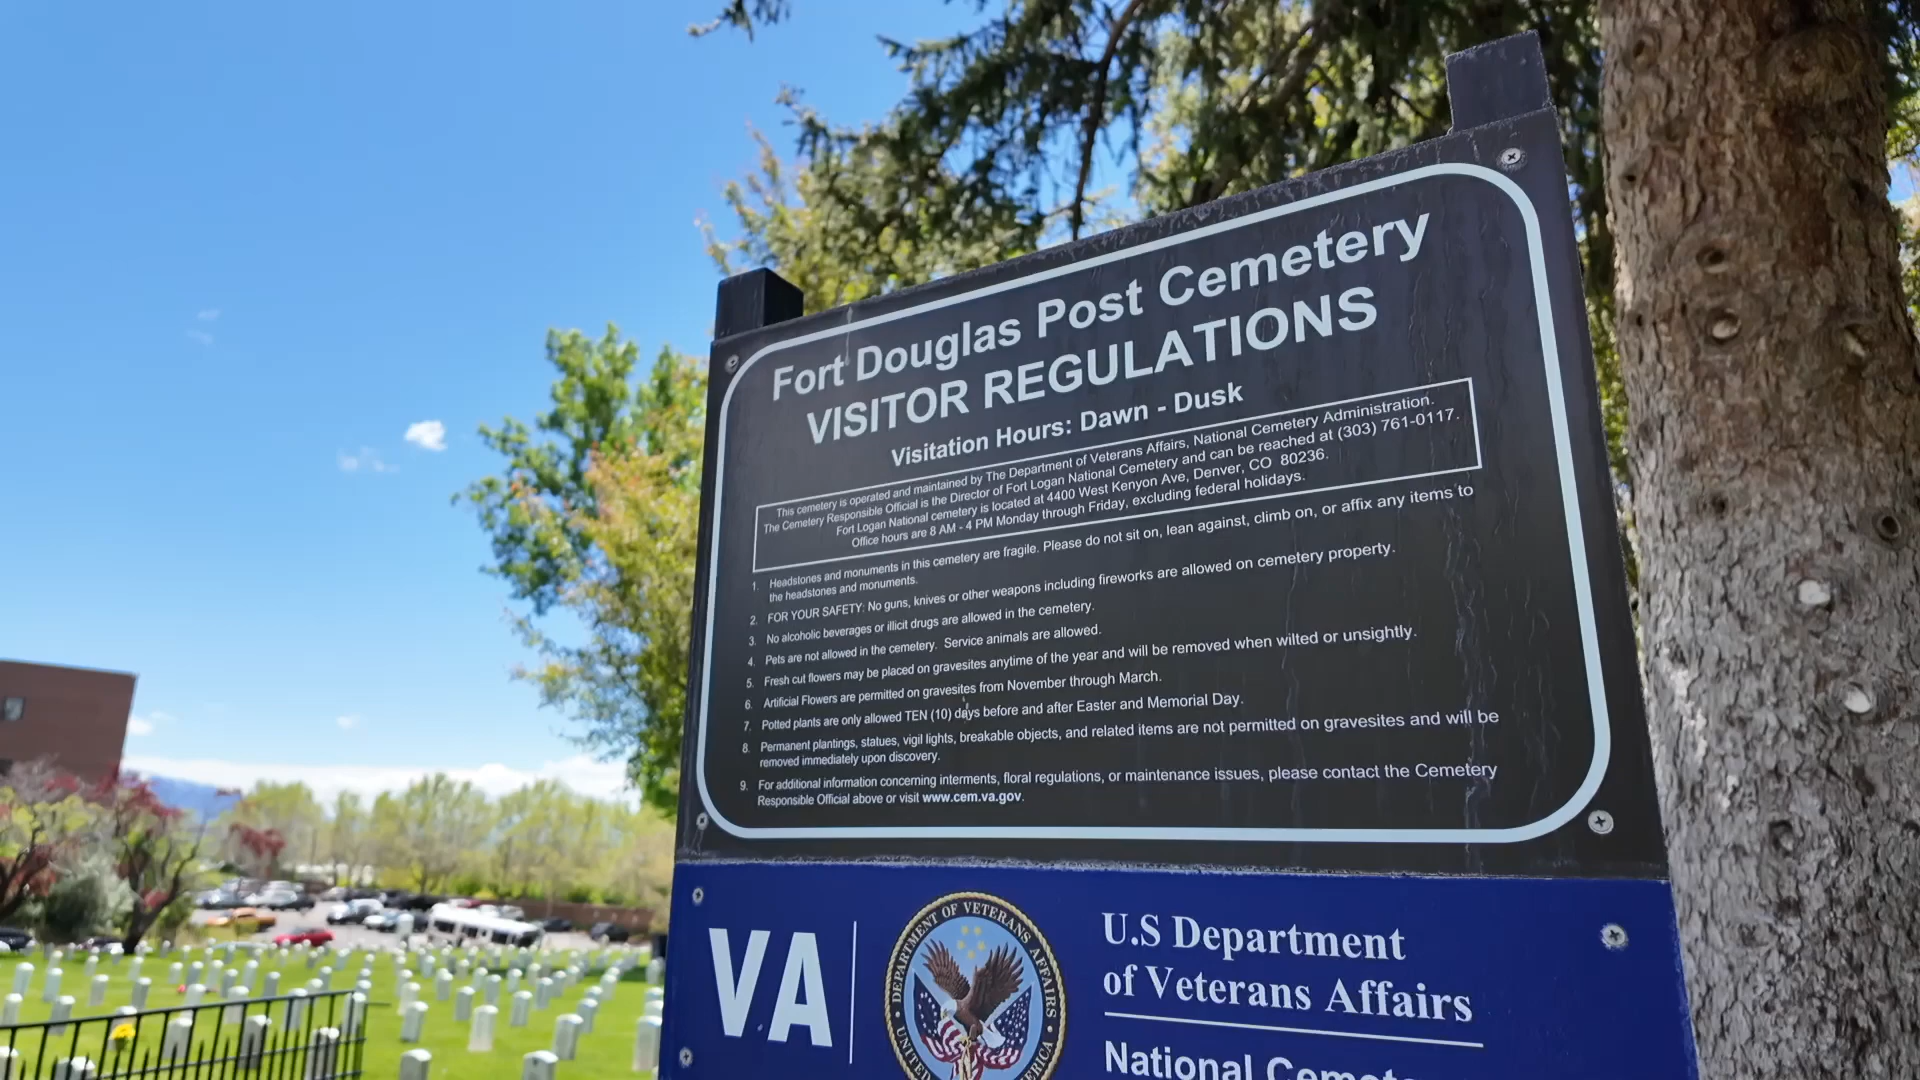 Fort Douglas Post Cemetery
VISITOR REGULATIONS
Visitation Hours: Dawn - Dusk
This cemetery is operated and maintained by The Department of Veterans Affairs, National Cemetery Administration.
The Cemetery Responsible Official is the Director of Fort Logan National Cemetery and can be reached at (303) 761-0117.
Fort Logan National cemetery is located at 4400 West Kenyon Ave, Denver, CO 80236.
Office hours are 8 AM - 4 PM Monday through Friday, excluding federal holidays.
1. Headstones and monuments in this cemetery are fragile. Please do not sit on, lean against, climb on, or affix any items to
the headstones and monuments.
2. FOR YOUR SAFETY: No guns, knives or other weapons including fireworks are allowed on cemetery property.
3. No alcoholic beverages or illicit drugs are allowed in the cemetery.
4. Pets are not allowed in the cemetery. Service animals are allowed.
5. Fresh cut flowers may be placed on gravesites anytime of the year and will be removed when wilted or unsightly.
6. Artificial Flowers are permitted on gravesites from November through March.
7. Potted plants are only allowed TEN (10) days before and after Easter and Memorial Day.
8. Permanent plantings, statues, vigil lights, breakable objects, and related items are not permitted on gravesites and will be
removed immediately upon discovery.
9. For additional information concerning interments, floral regulations, or maintenance issues, please contact the Cemetery
Responsible Official above or visit www.cem.va.gov.
VA
DEPARTMENT OF VETERANS AFFAIRS
U.S Department
of Veterans Affairs
National